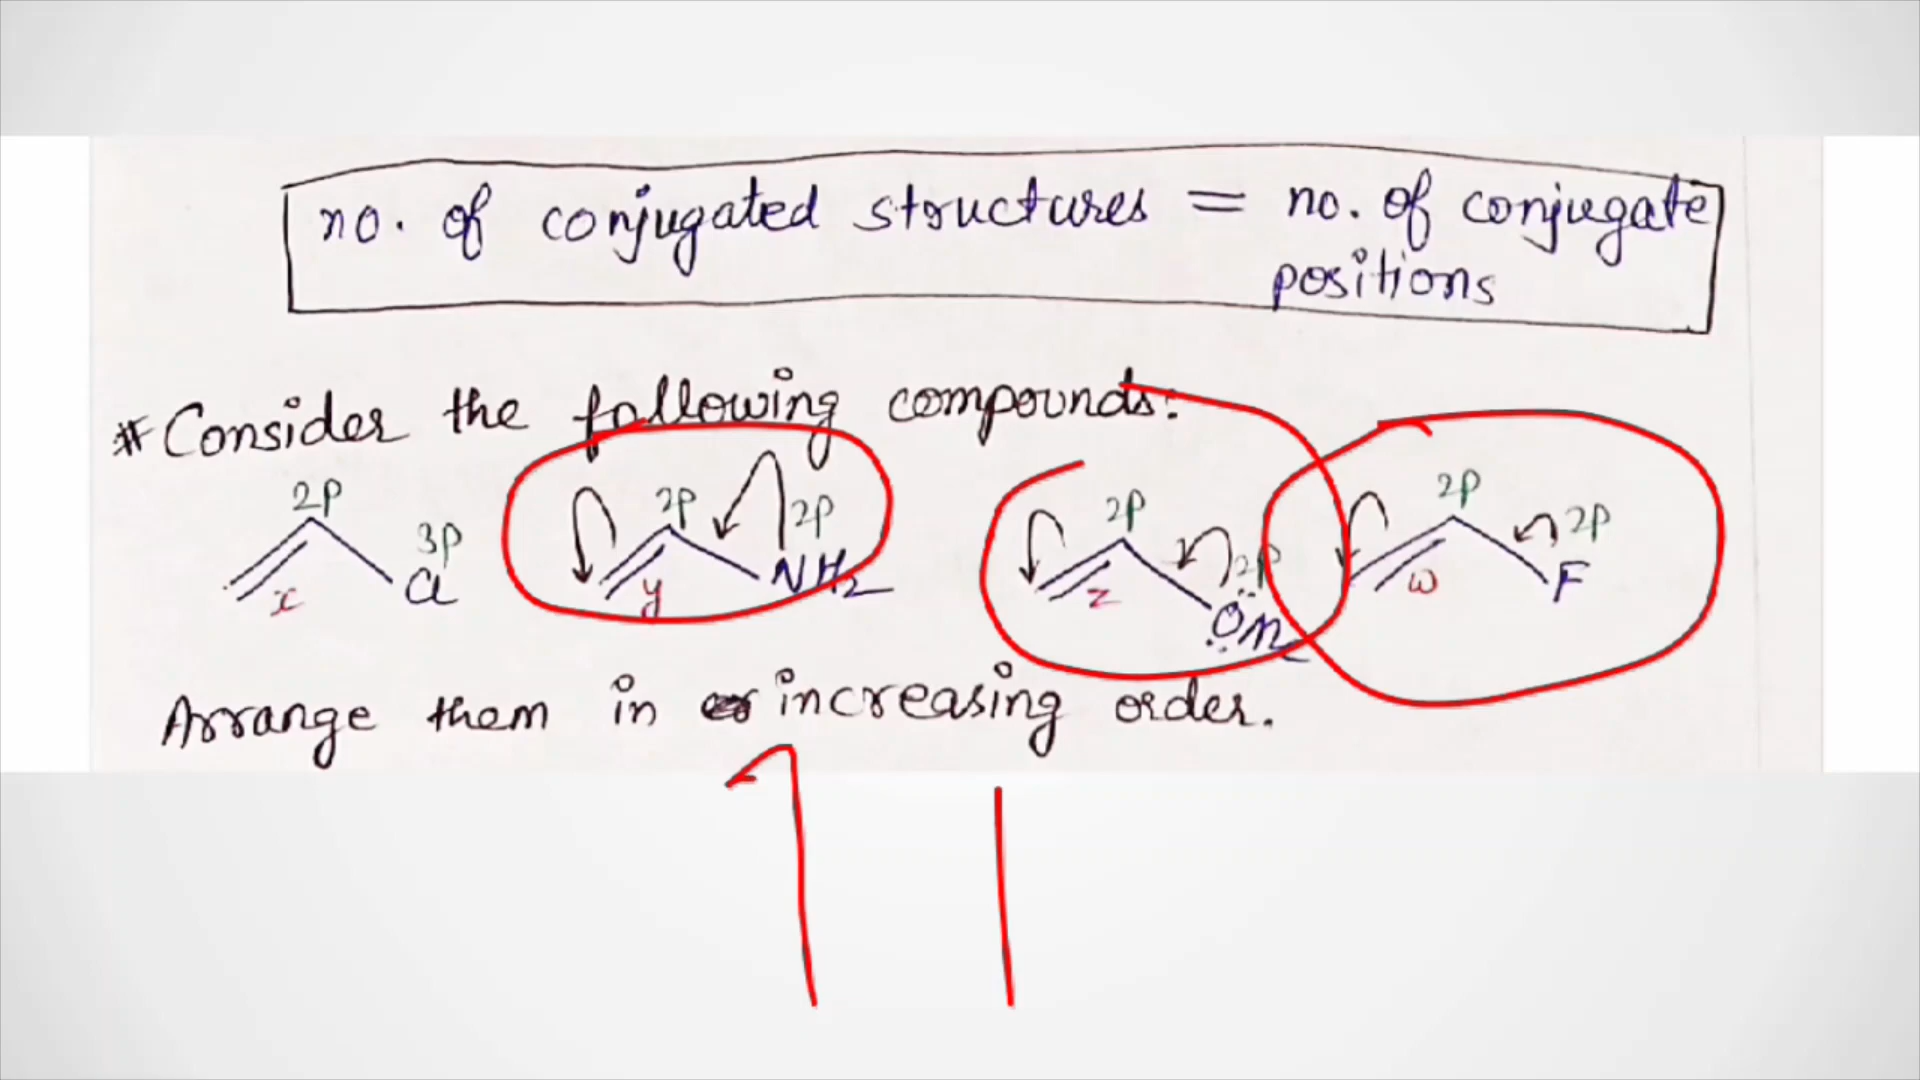 no. of conjugated structures = no. of conjugate
positions
* Consider the following compounds:
2p 3p Cl x
2p 2p NH2 y
2p 2p z
2p 2p F w
Arrange them in increasing order.